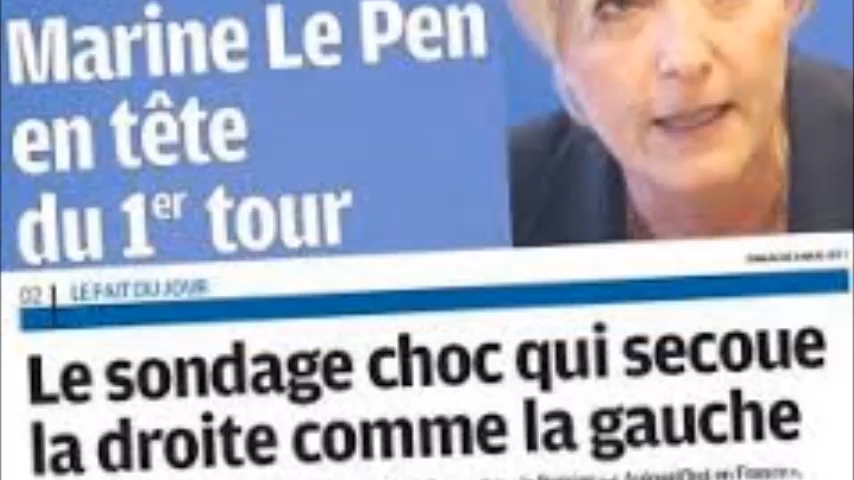 Marine Le Pen
en tête
du 1er tour
02 LE FAIT DU JOUR
Le sondage choc qui secoue
la droite comme la gauche